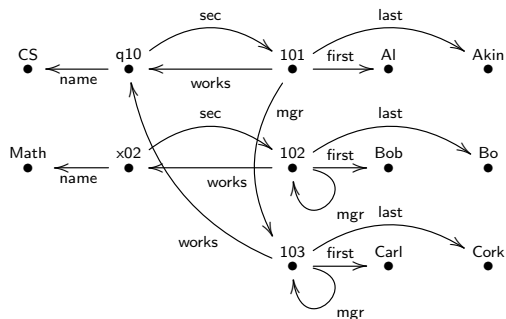 sec last
CS q10 101 first Al Akin
name works
mgr
sec last
Math x02 102 first Bob Bo
name works
mgr
works last
103 first Carl Cork
mgr